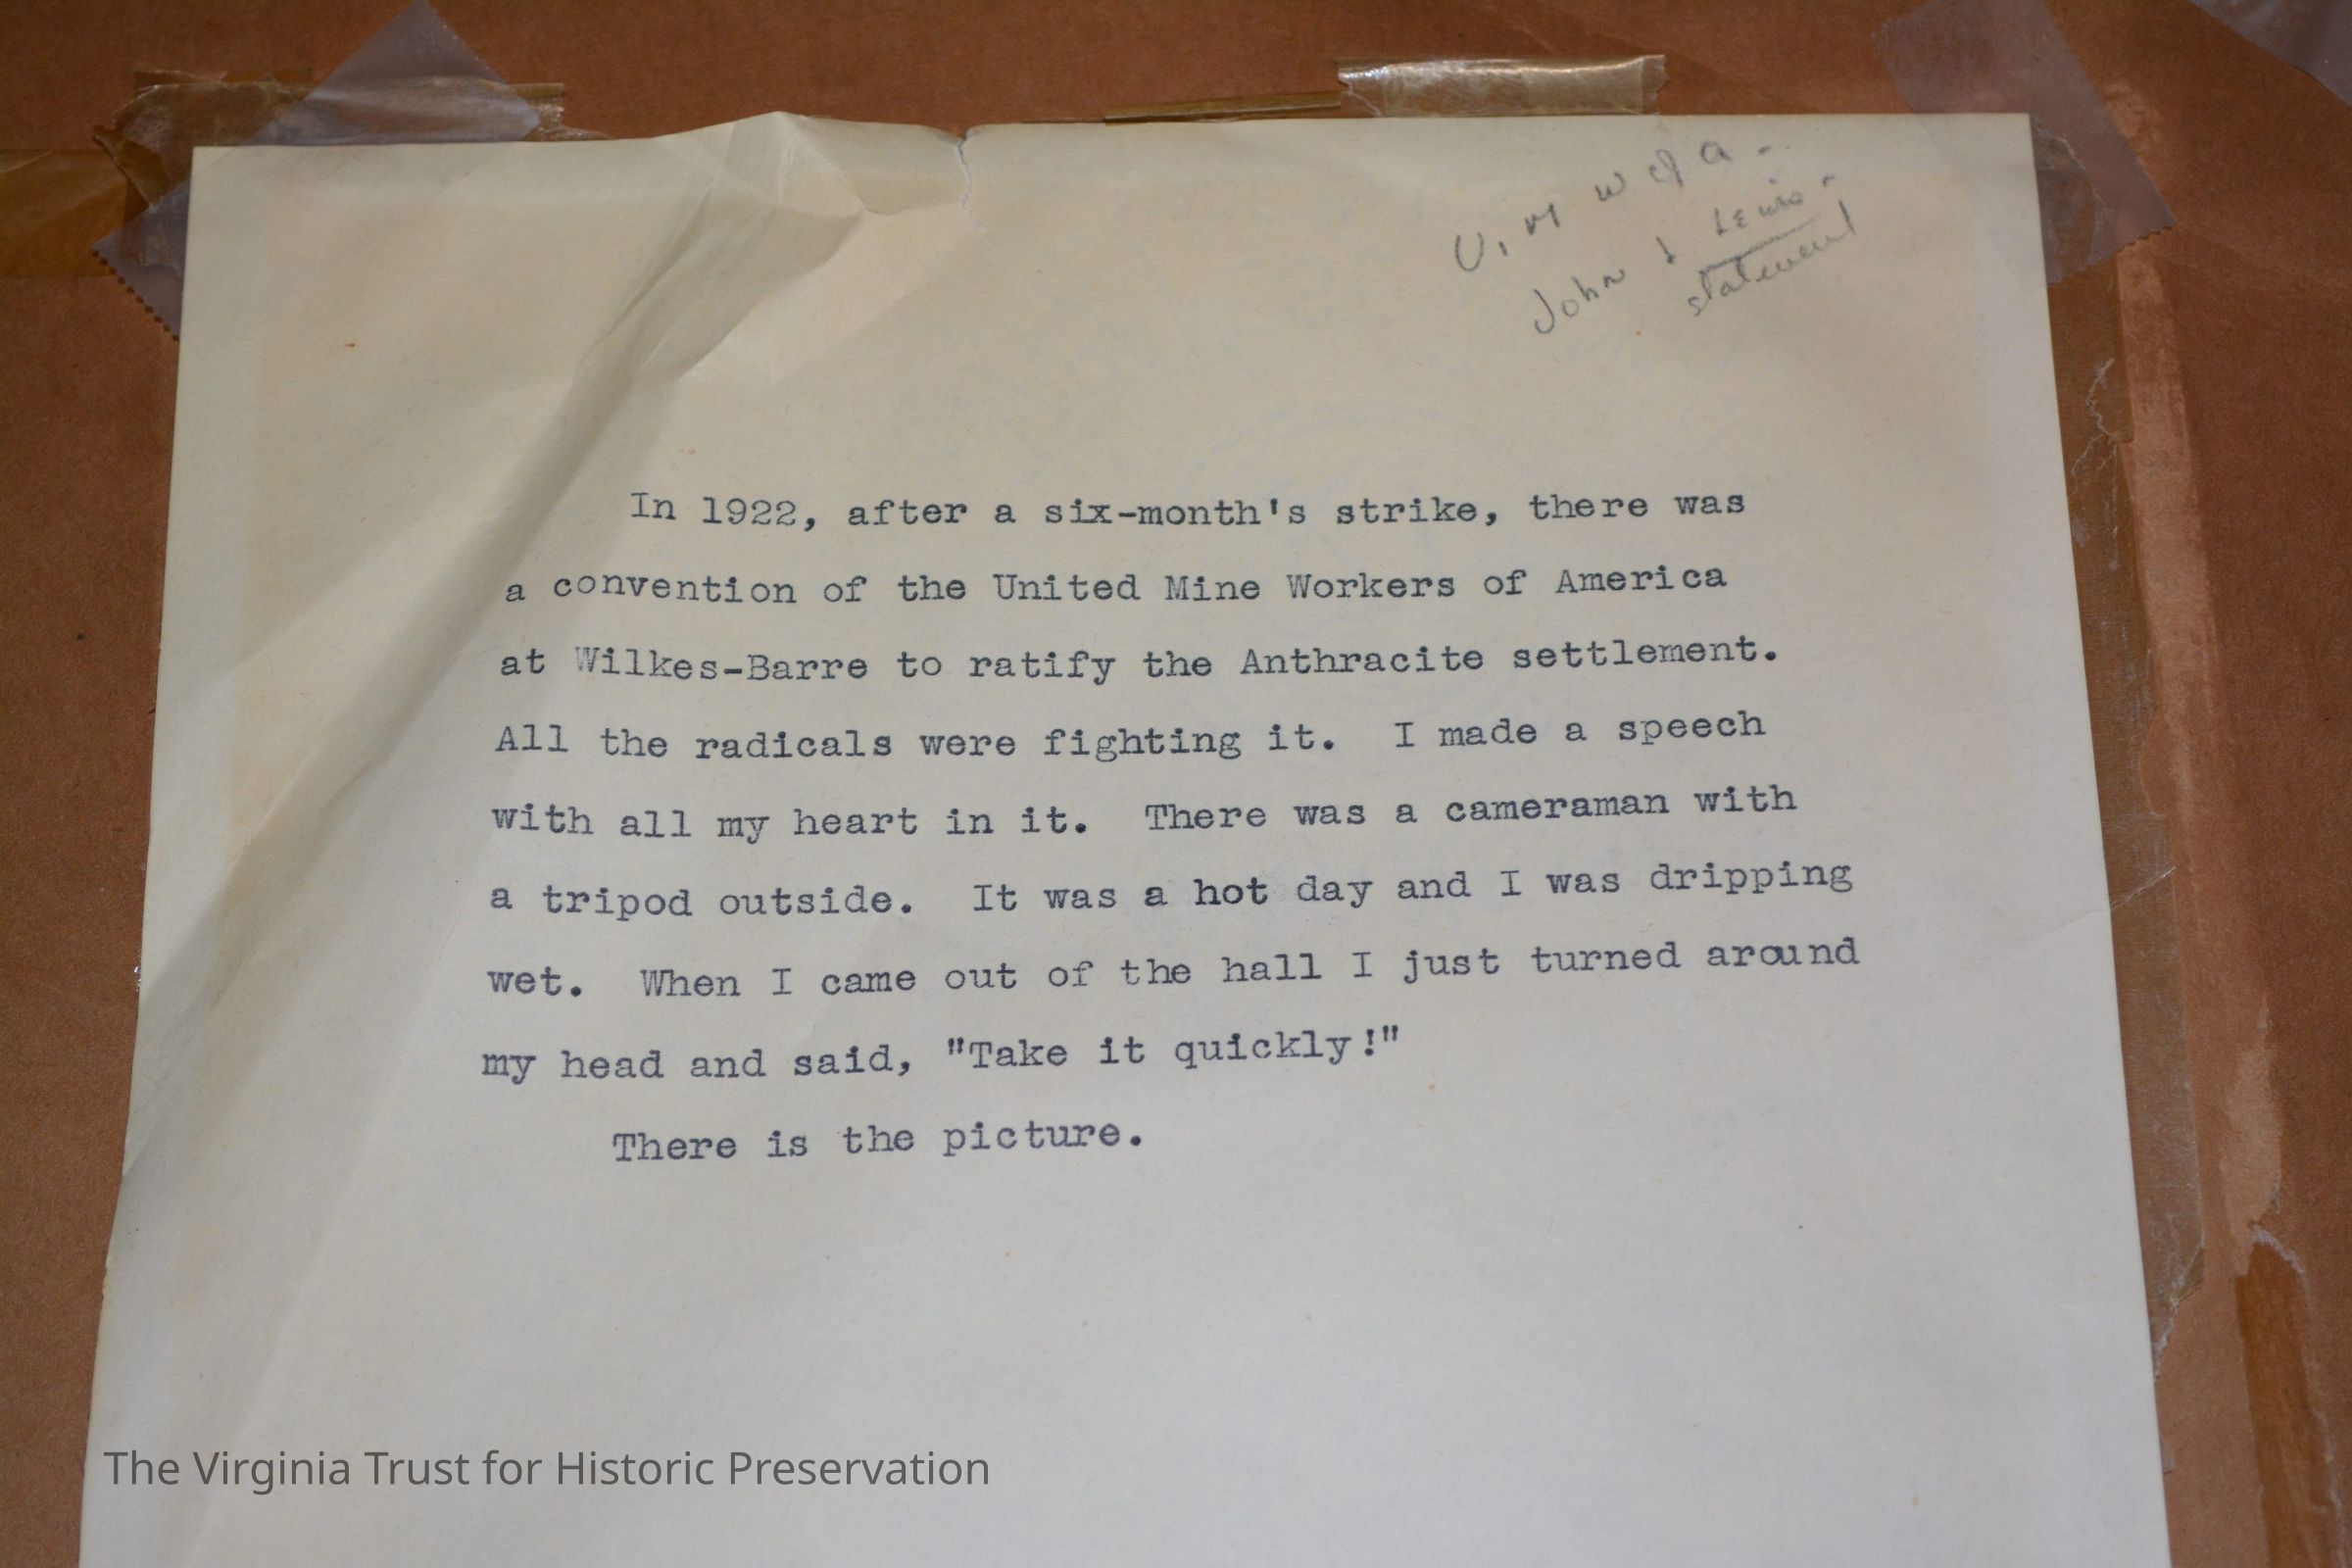 U. M W of A -
John L Lewis -
statement
In 1922, after a six-month's strike, there was
a convention of the United Mine Workers of America
at Wilkes-Barre to ratify the Anthracite settlement.
All the radicals were fighting it. I made a speech
with all my heart in it. There was a cameraman with
a tripod outside. It was a hot day and I was dripping
wet. When I came out of the hall I just turned around
my head and said, "Take it quickly!"
There is the picture.
The Virginia Trust for Historic Preservation